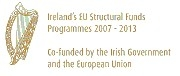 Ireland's EU Structural Funds
Programmes 2007 - 2013
Co-funded by the Irish Government
and the European Union